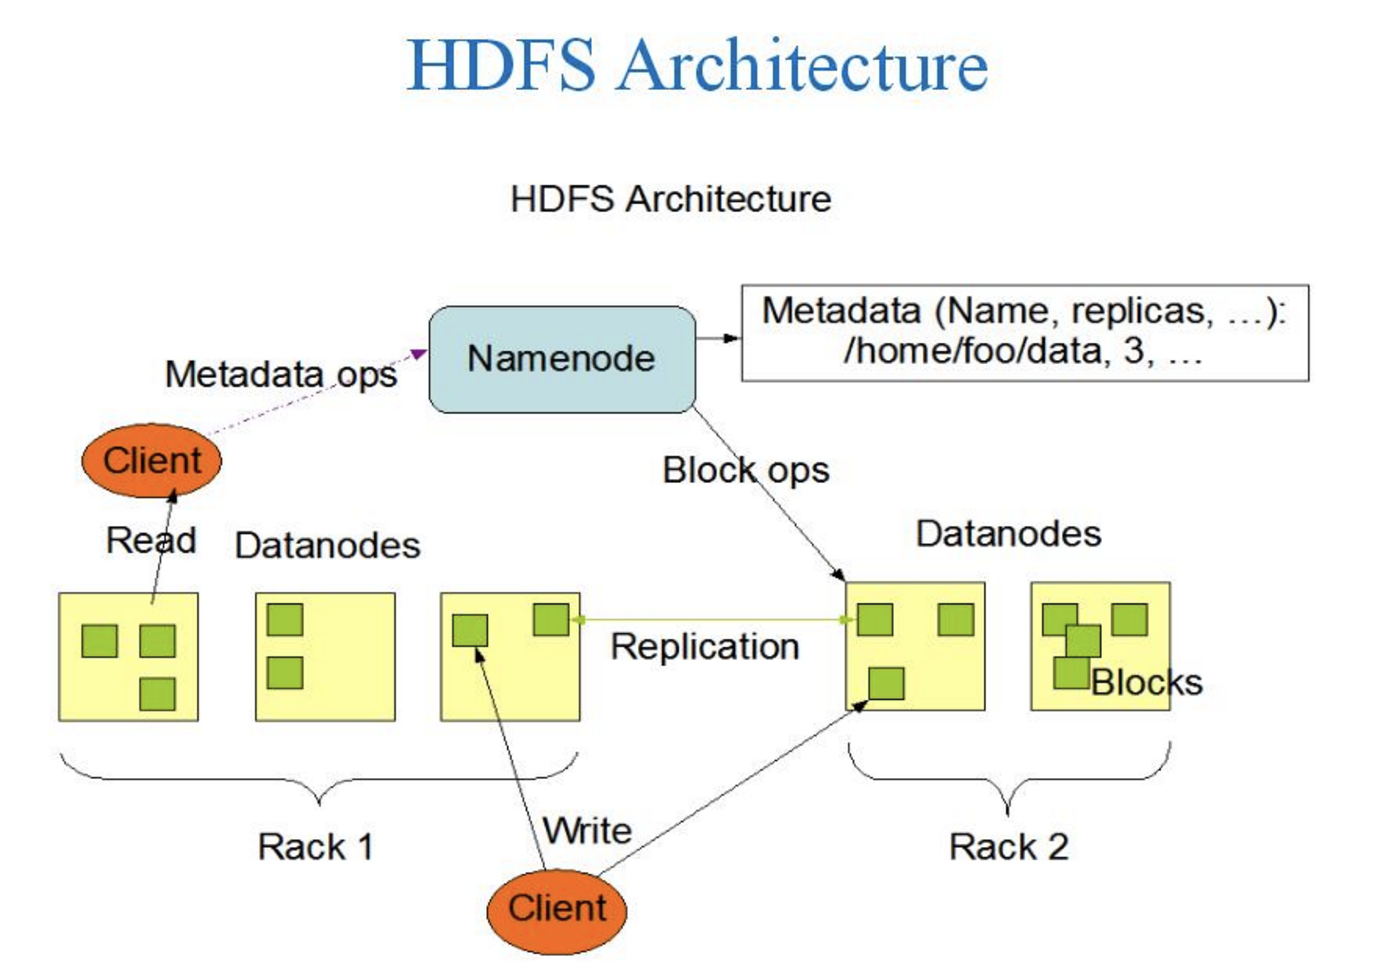 HDFS Architecture
HDFS Architecture
Metadata (Name, replicas, ...):
/home/foo/data, 3, ...
Namenode
Metadata ops
Client
Block ops
Read
Datanodes
Datanodes
Replication
Blocks
Write
Rack 1
Rack 2
Client